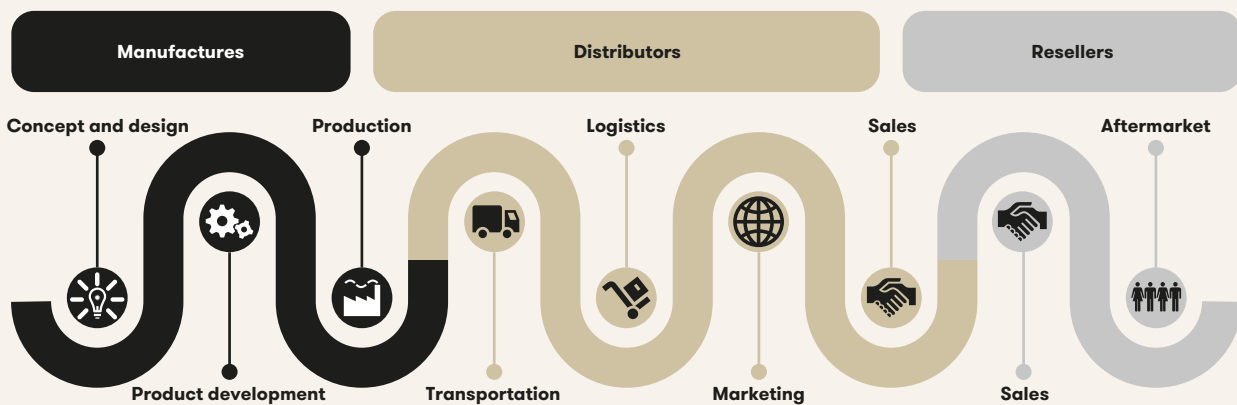 Manufactures
Distributors
Resellers
Concept and design
Production
Logistics
Sales
Aftermarket
Product development
Transportation
Marketing
Sales